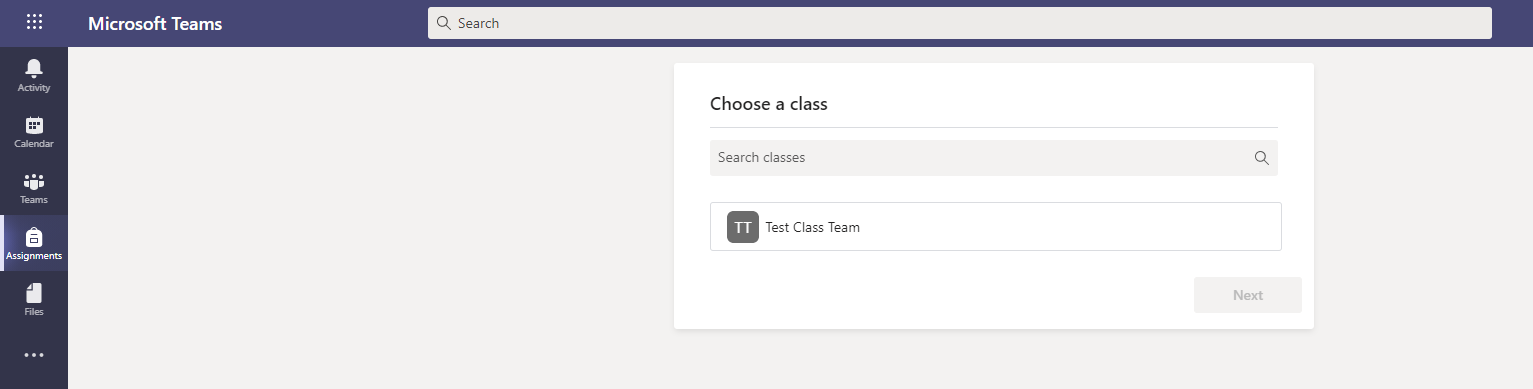 Microsoft Teams
Search
Activity
Calendar
Teams
Assignments
Files
Choose a class
Search classes
TT Test Class Team
Next